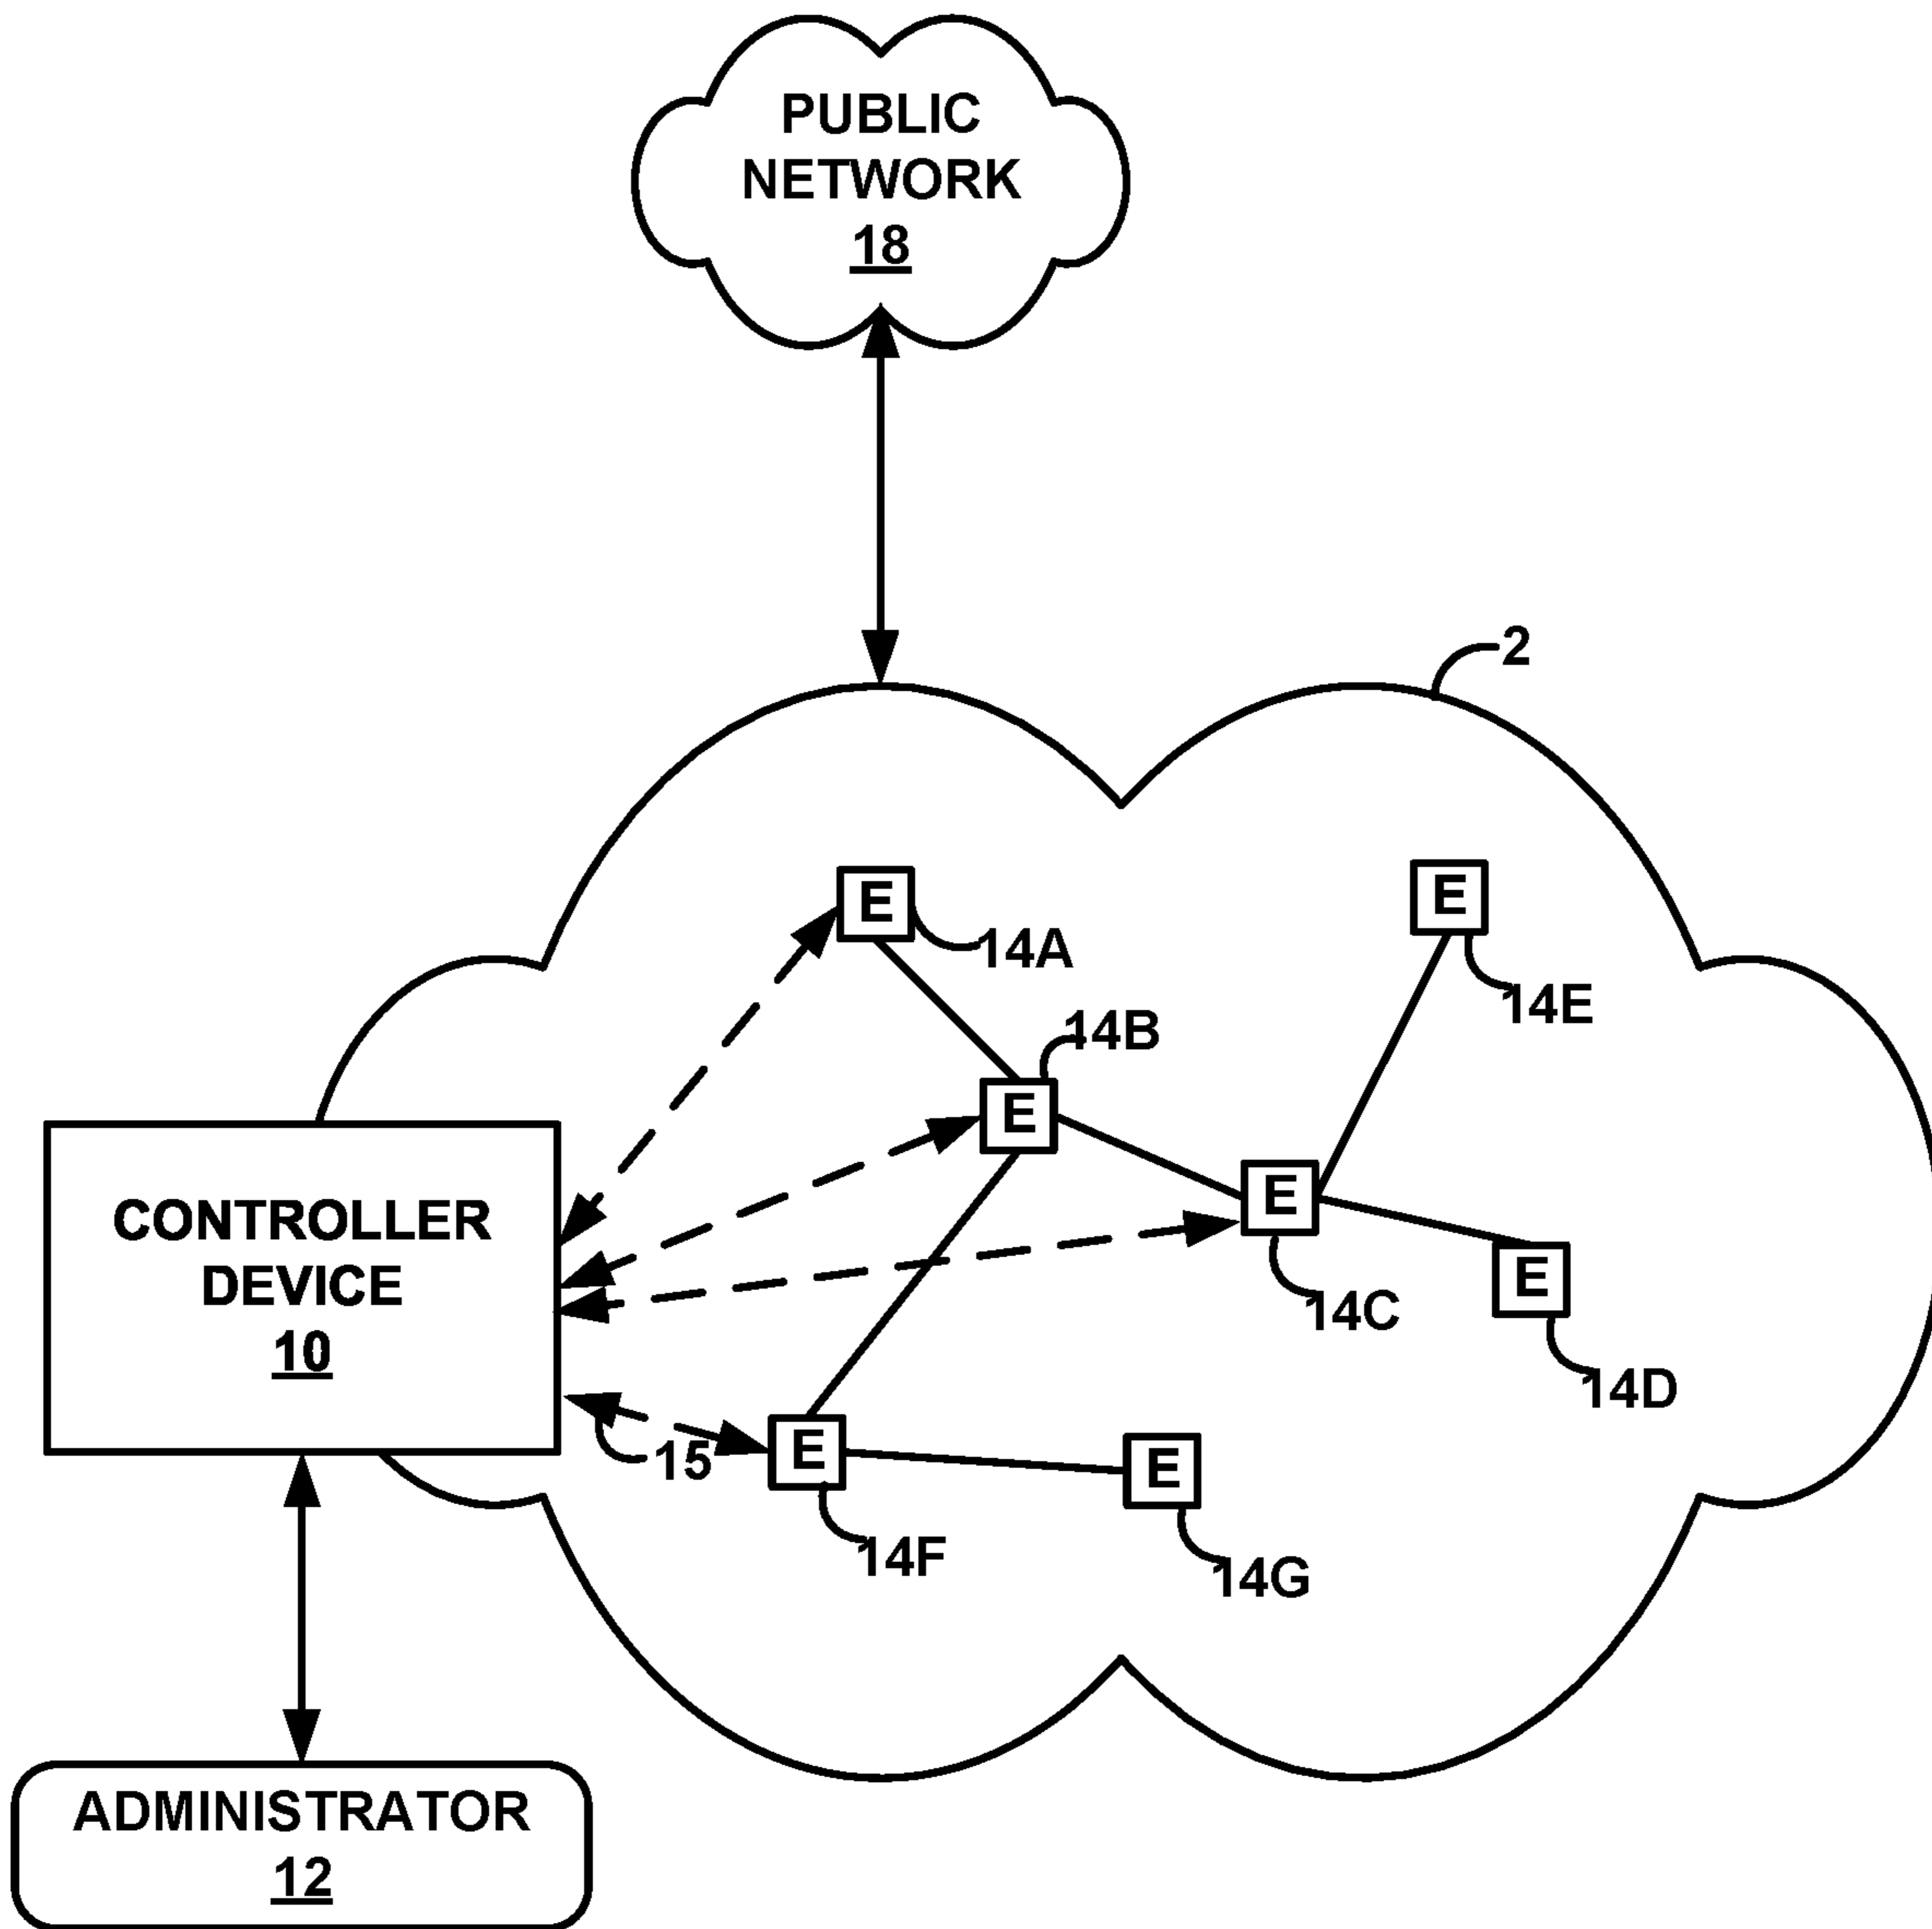 PUBLIC
NETWORK
18
2
E
14A
E
14E
14B
E
E
14C
E
14D
CONTROLLER
DEVICE
10
15
E
14F
E
14G
ADMINISTRATOR
12